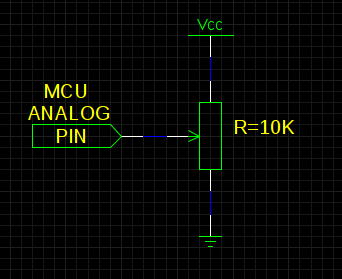 Vcc
MCU
ANALOG
PIN
R=10K